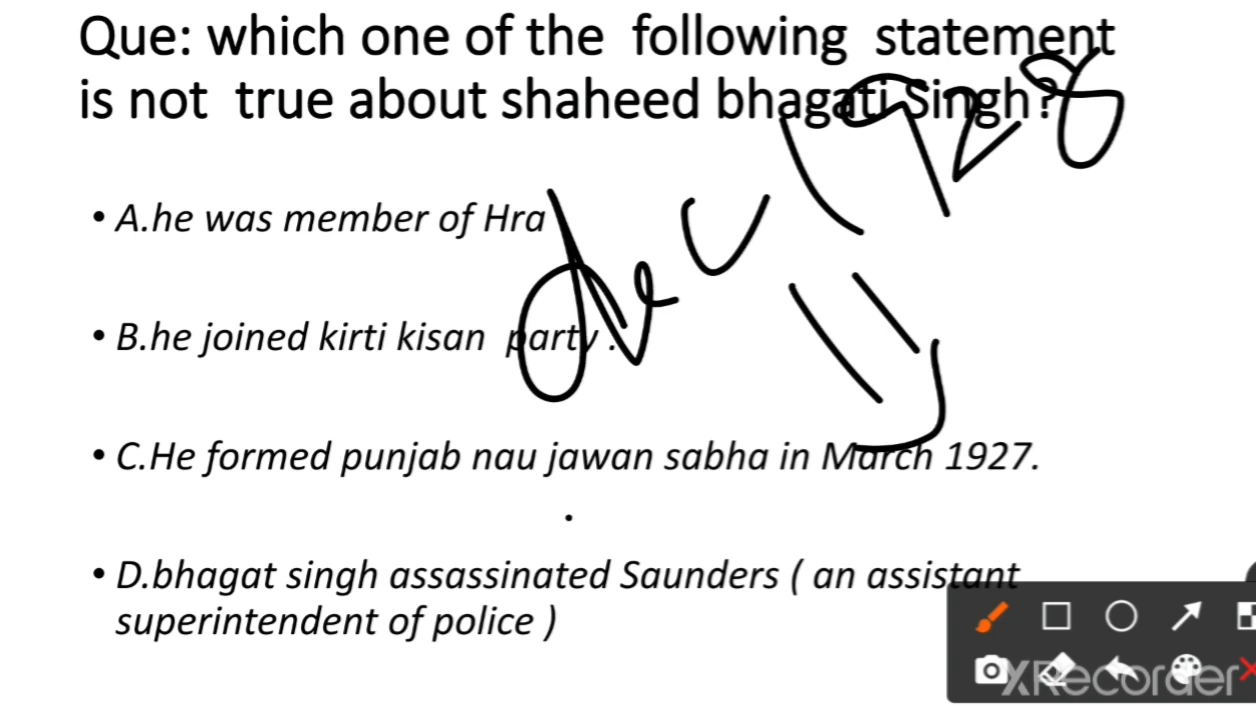 Que: which one of the following statement
is not true about shaheed bhagati Singh?
dec 1928
• A.he was member of Hra
• B.he joined kirti kisan party .
• C.He formed punjab nau jawan sabha in March 1927.
• D.bhagat singh assassinated Saunders ( an assistant
superintendent of police )
XRecorder